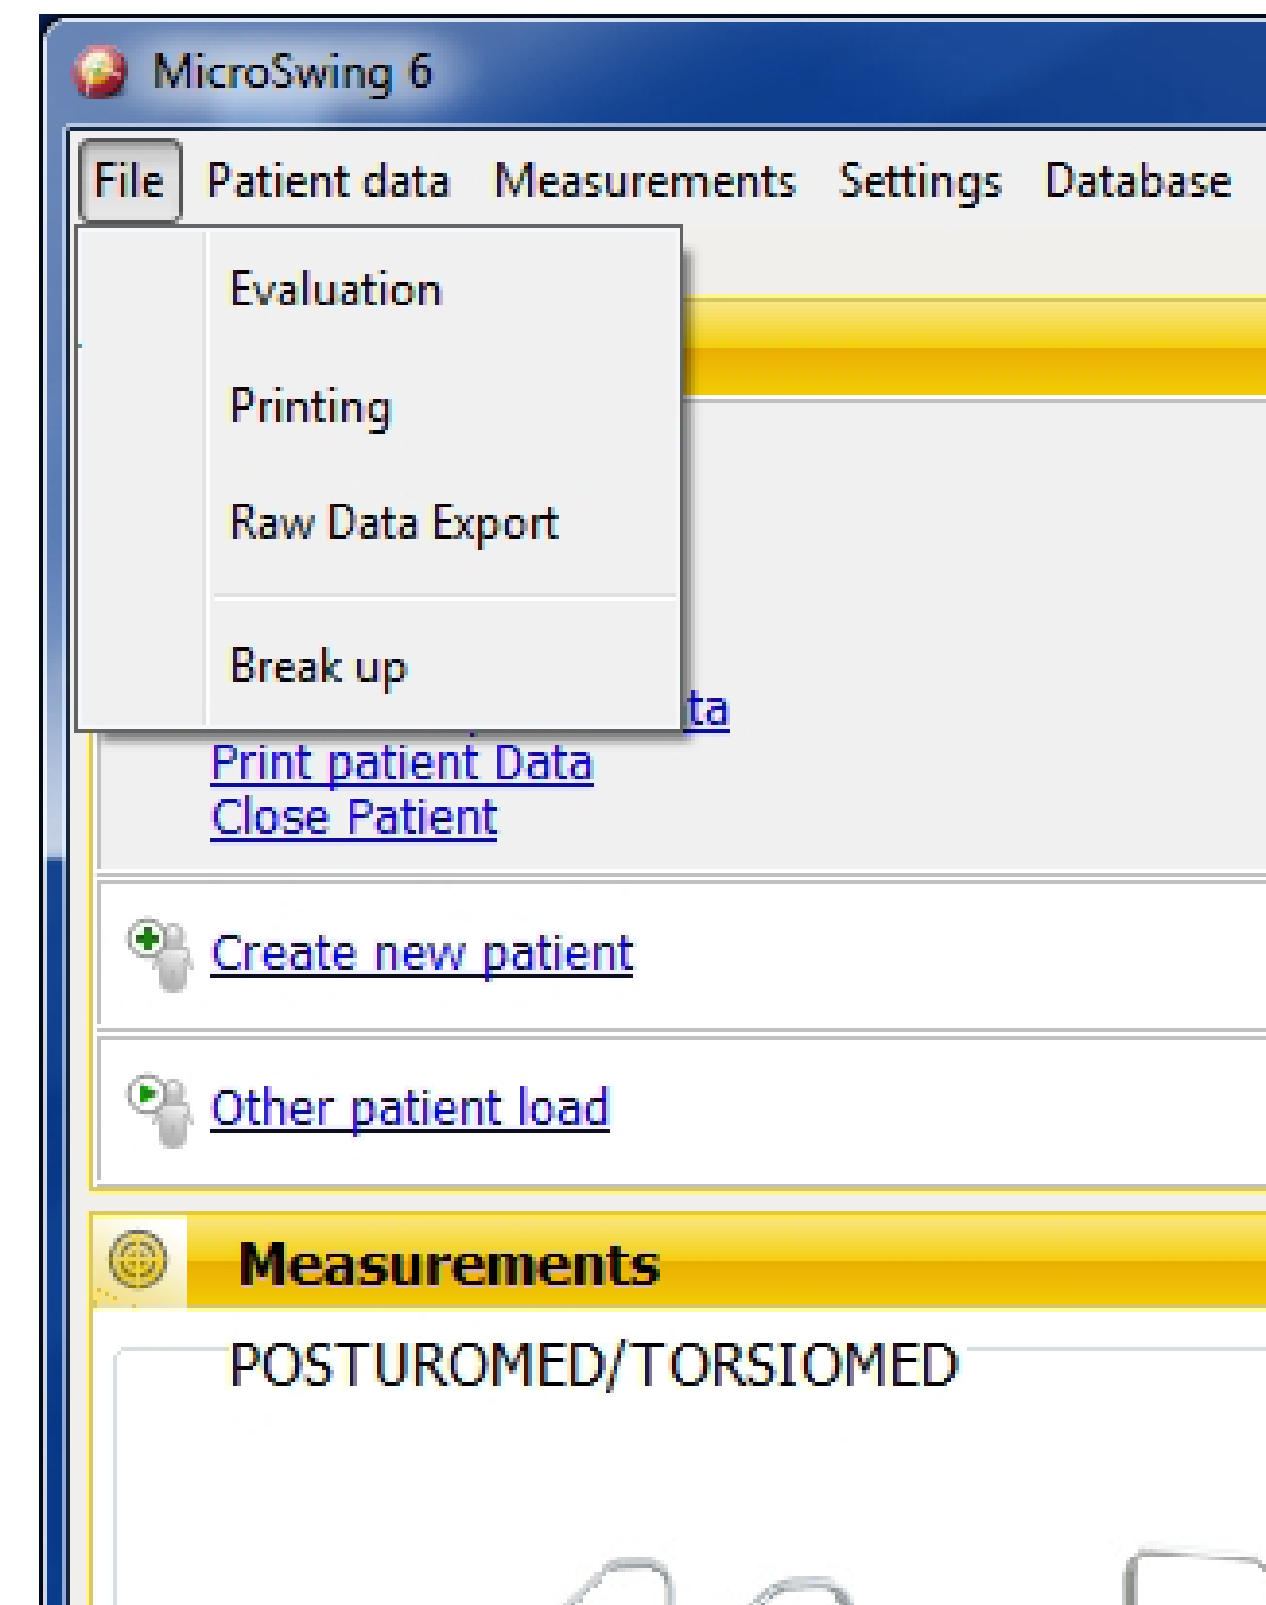 MicroSwing 6
File Patient data Measurements Settings Database
Evaluation
Printing
Raw Data Export
Break up
Print patient Data
Close Patient
Create new patient
Other patient load
Measurements
POSTUROMED/TORSIOMED